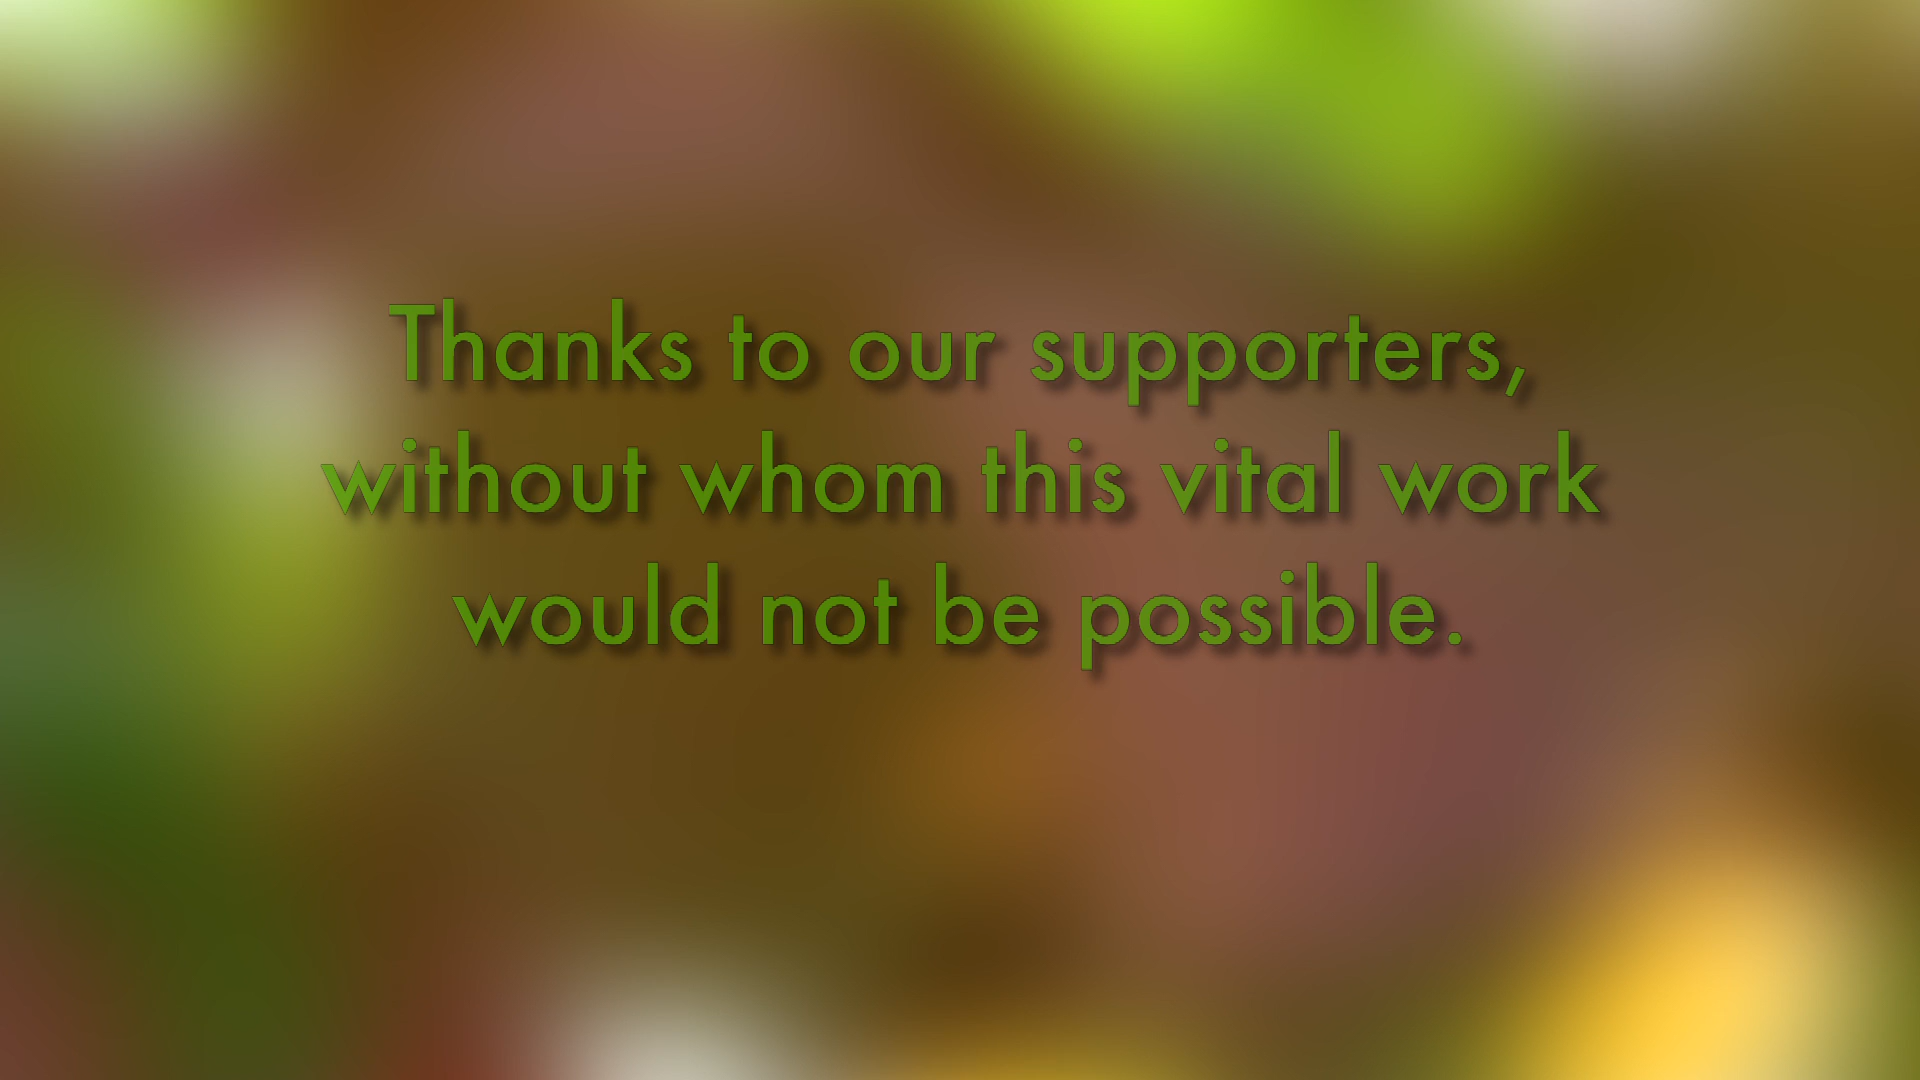 Thanks to our supporters,
without whom this vital work
would not be possible.